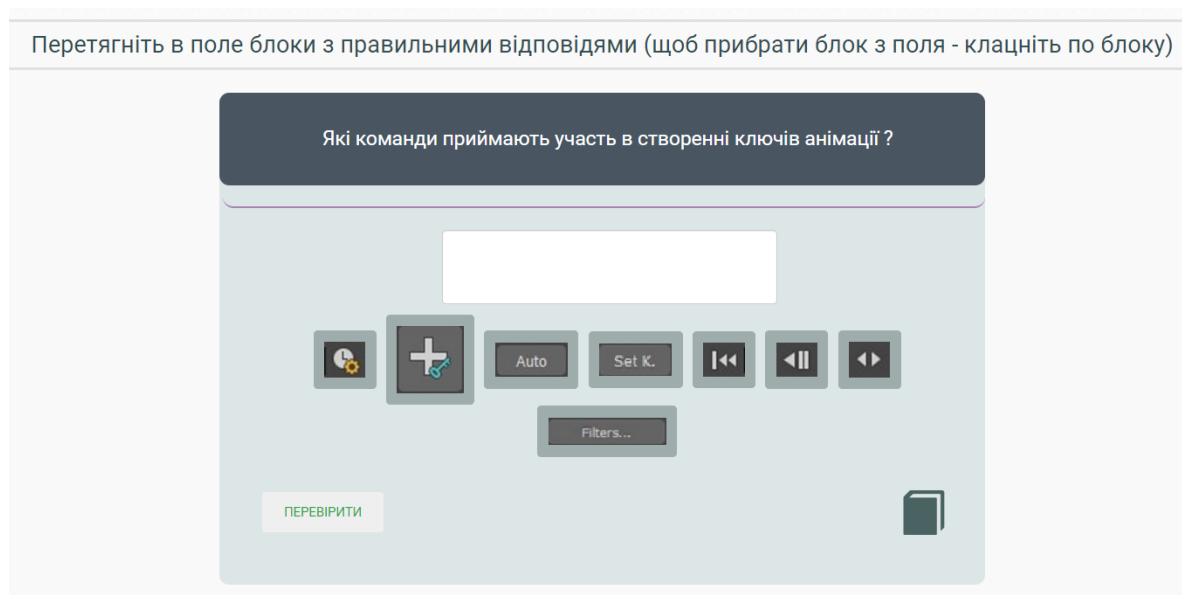 Перетягніть в поле блоки з правильними відповідями (щоб прибрати блок з поля - клацніть по блоку)
Які команди приймають участь в створенні ключів анімації ?
Auto
Set K.
Filters...
ПЕРЕВІРИТИ